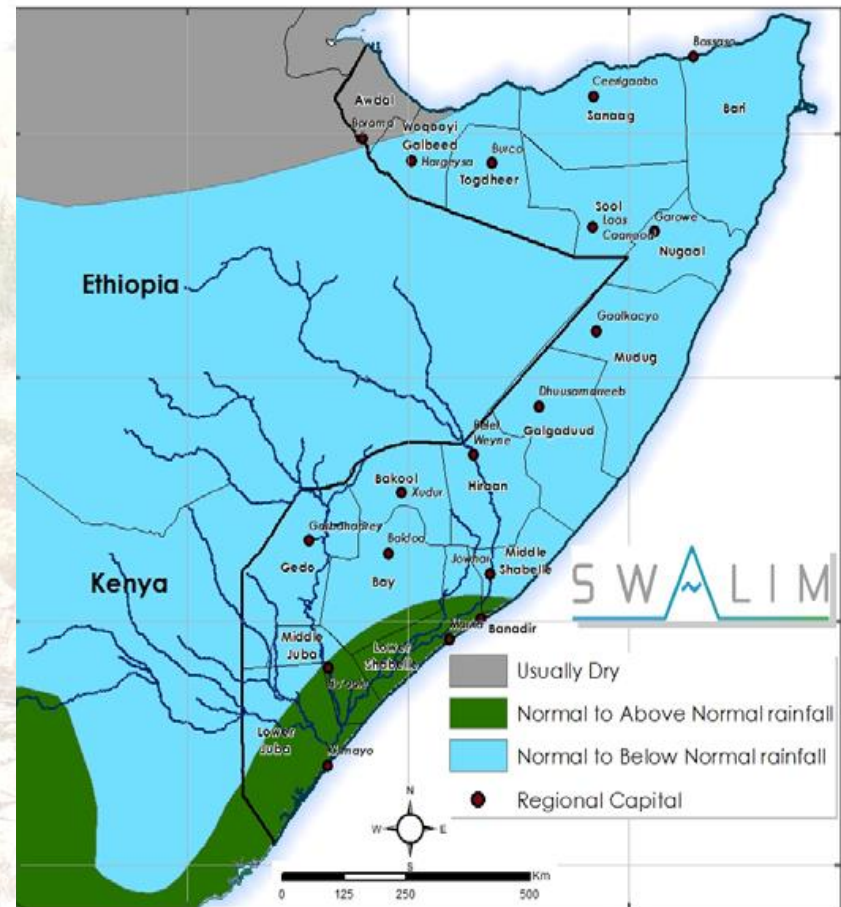 Bossaso
Ceerigaabo
Awdal
Sanaag
Bari
Borama
Woqooyi
Galbeed
Burco
Hargeysa
Togdheer
Sool
Laas
Caanood
Garowe
Nugaal
Ethiopia
Gaalkacyo
Mudug
Dhuusamarreeb
Galgaduud
Belet
Weyne
Bakool
Xudur
Hiraan
Garbahaarey
Gedo
Jowhar
Middle
Shabelle
Bay
Kenya
SWALIM
Marka
Banadir
Middle
Juba
Lower
Shabelle
Bu'aale
Lower
Juba
Usually Dry
Normal to Above Normal rainfall
Normal to Below Normal rainfall
Regional Capital
N
W E
S
Km
0 125 250 500